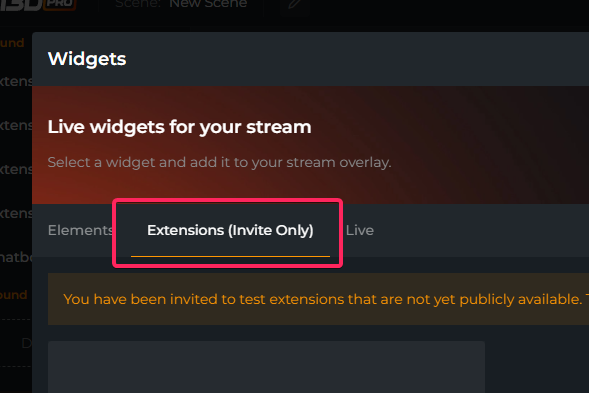 PRO
Scene: New Scene
Widgets
Live widgets for your stream
Select a widget and add it to your stream overlay.
Elements
Extensions (Invite Only)
Live
You have been invited to test extensions that are not yet publicly available.